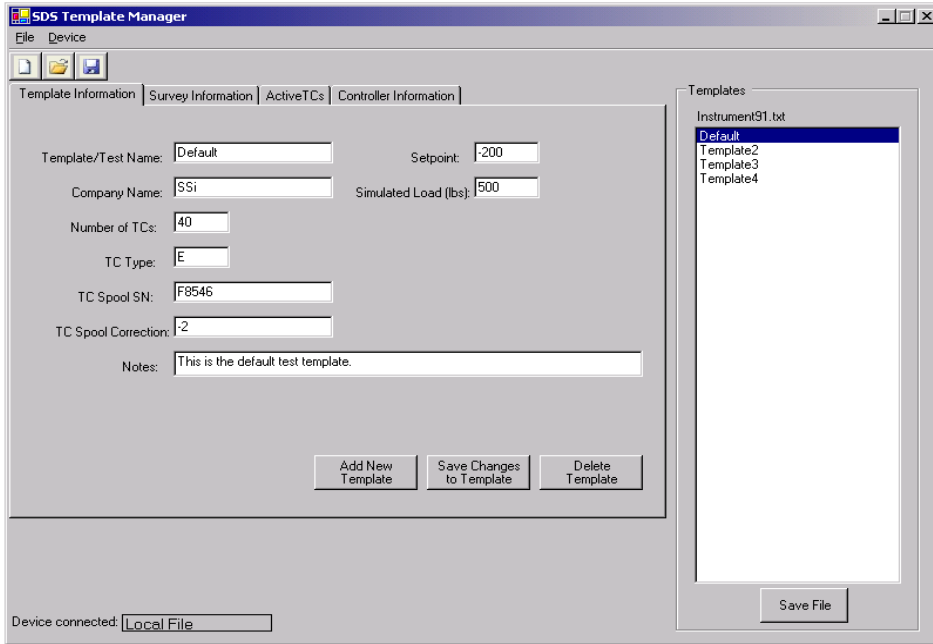 SDS Template Manager
File Device
Template Information Survey Information ActiveTCs Controller Information
Template/Test Name: Default
Setpoint: -200
Company Name: SSi
Simulated Load (lbs): 500
Number of TCs: 40
TC Type: E
TC Spool SN: F8546
TC Spool Correction: -2
Notes: This is the default test template.
Add New
Template
Save Changes
to Template
Delete
Template
Templates
Instrument91.txt
Default
Template2
Template3
Template4
Save File
Device connected: Local File